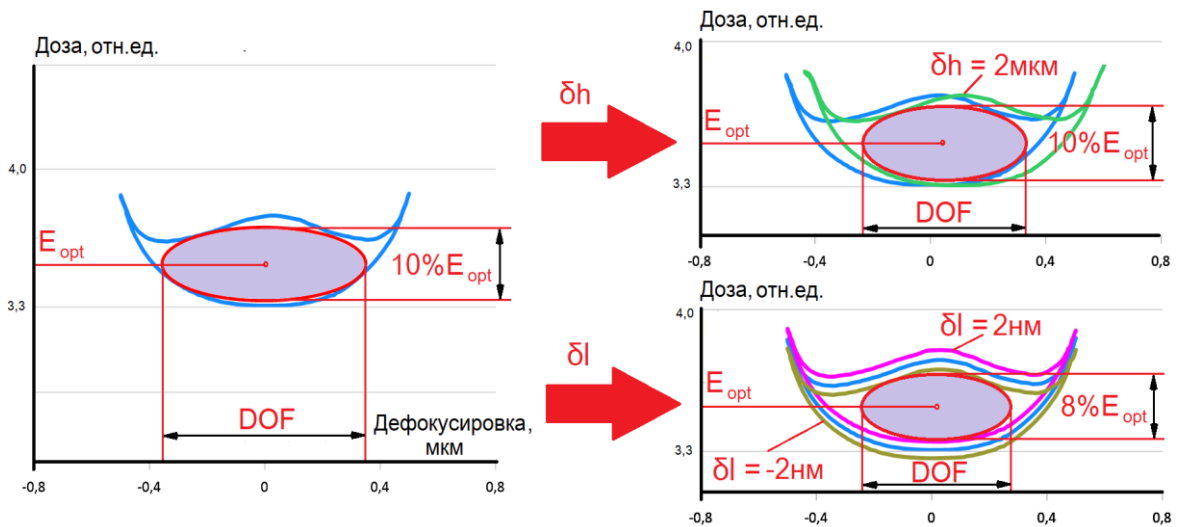 Доза, отн.ед.
4,0
E opt
10%E opt
3,3
DOF
Дефокусировка,
мкм
-0,8
-0,4
0
0,4
0,8
δh
δl
Доза, отн.ед.
4,0
δh = 2мкм
E opt
10%E opt
3,3
DOF
-0,8
-0,4
0
0,4
0,8
Доза, отн.ед.
4,0
δl = 2нм
E opt
8%E opt
3,3
δl = -2нм
DOF
-0,8
-0,4
0
0,4
0,8